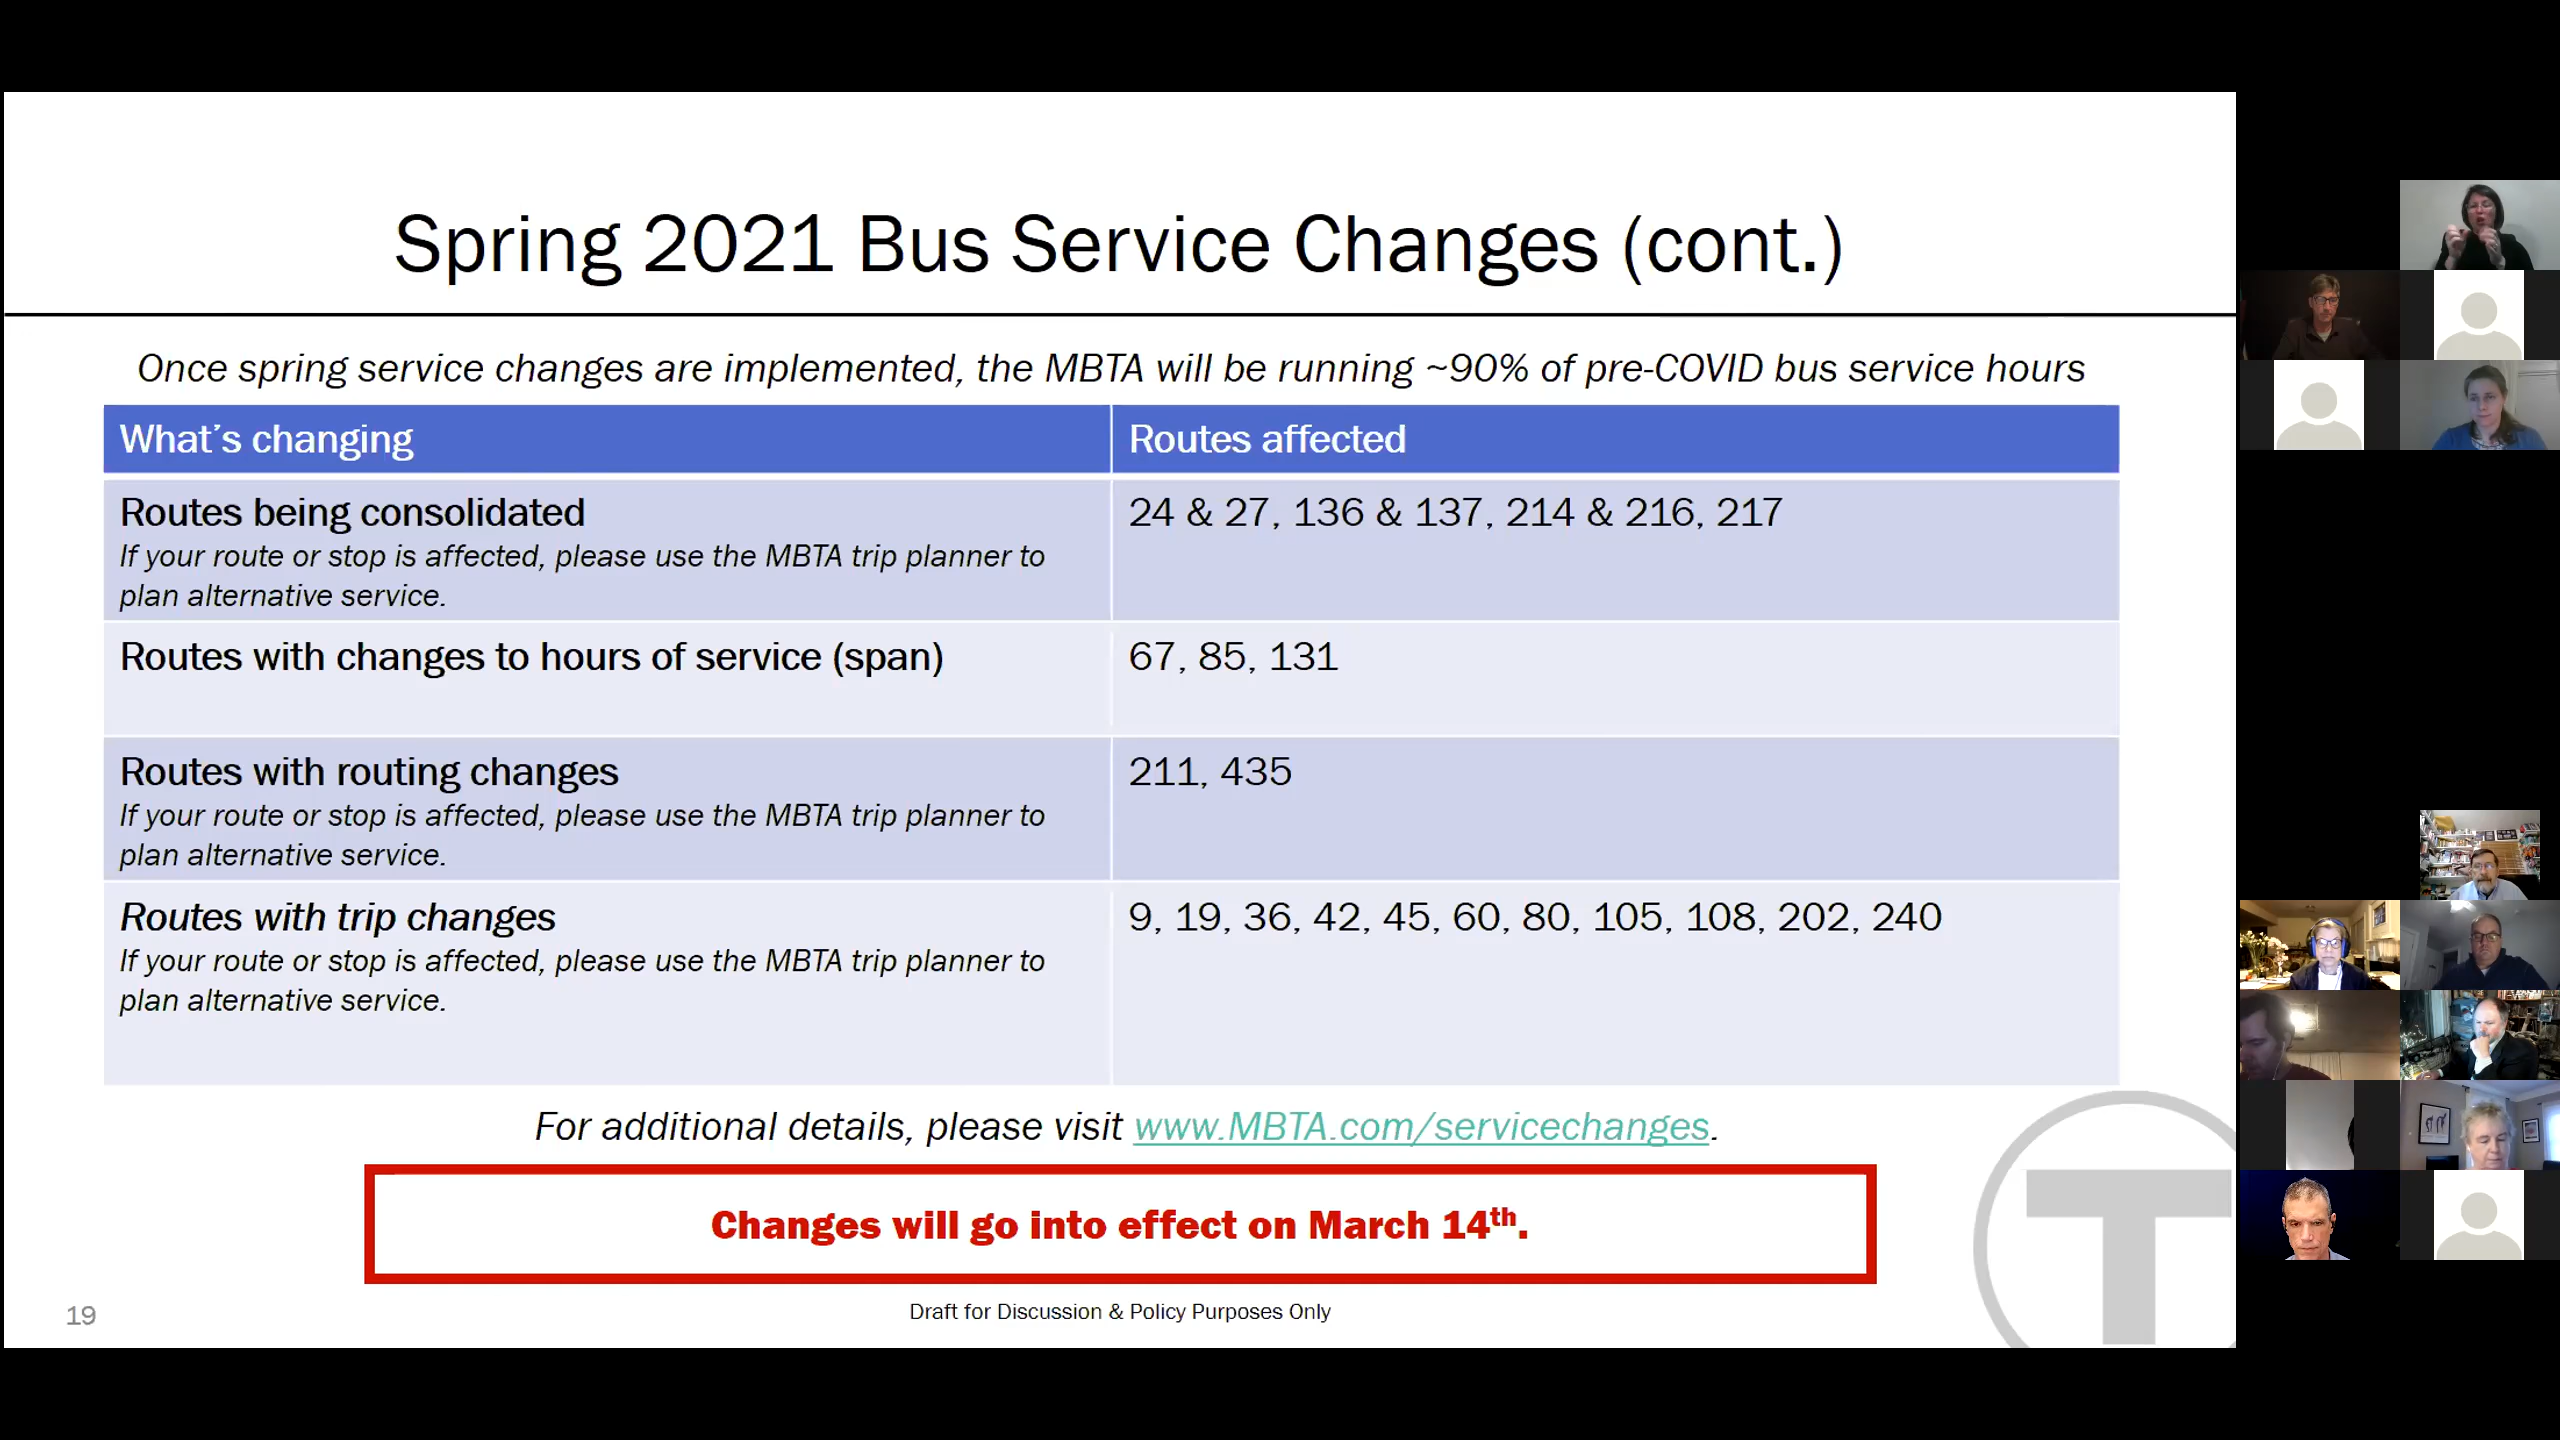 Spring 2021 Bus Service Changes (cont.)
Once spring service changes are implemented, the MBTA will be running ~90% of pre-COVID bus service hours
What's changing
Routes affected
Routes being consolidated
If your route or stop is affected, please use the MBTA trip planner to
plan alternative service.
24 & 27, 136 & 137, 214 & 216, 217
Routes with changes to hours of service (span)
67, 85, 131
Routes with routing changes
If your route or stop is affected, please use the MBTA trip planner to
plan alternative service.
211, 435
Routes with trip changes
If your route or stop is affected, please use the MBTA trip planner to
plan alternative service.
9, 19, 36, 42, 45, 60, 80, 105, 108, 202, 240
For additional details, please visit www.MBTA.com/servicechanges.
Changes will go into effect on March 14th.
19
Draft for Discussion & Policy Purposes Only
T